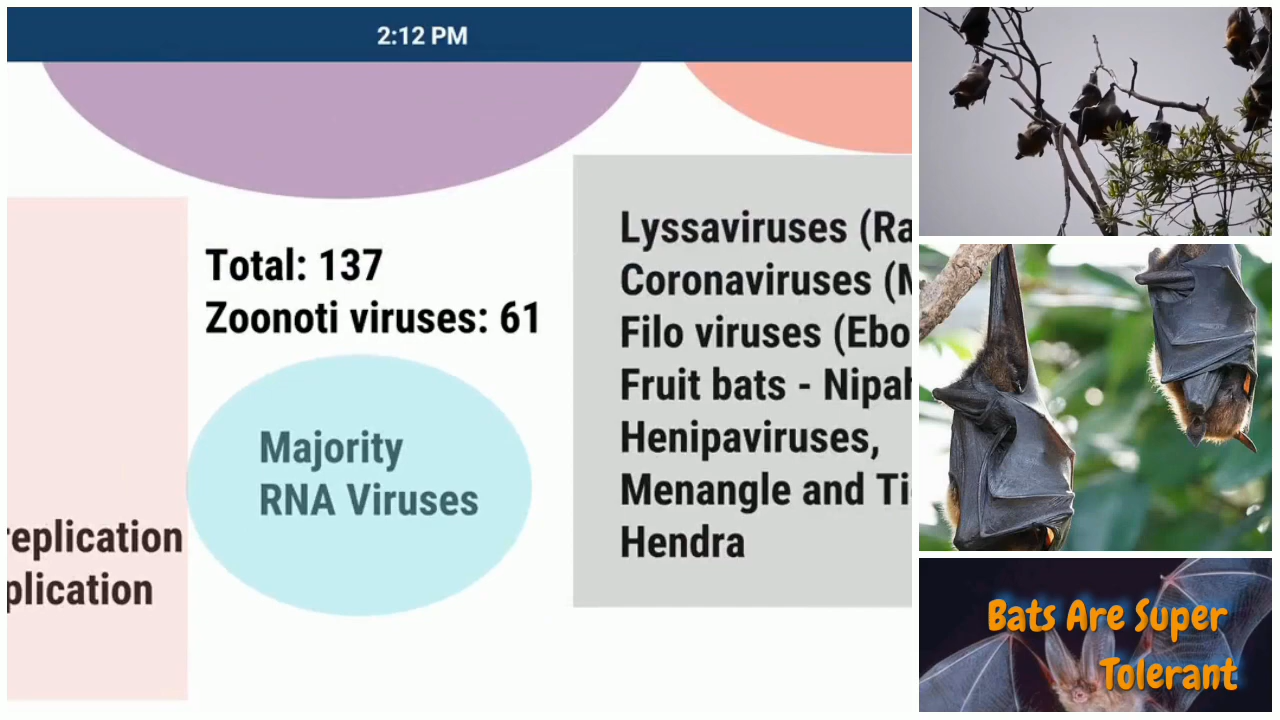 2:12 PM
Total: 137
Zoonoti viruses: 61
Majority
RNA Viruses
replication
plication
Lyssaviruses (Ra
Coronaviruses (M
Filo viruses (Ebo
Fruit bats - Nipah
Henipaviruses,
Menangle and Ti
Hendra
Bats Are Super
Tolerant